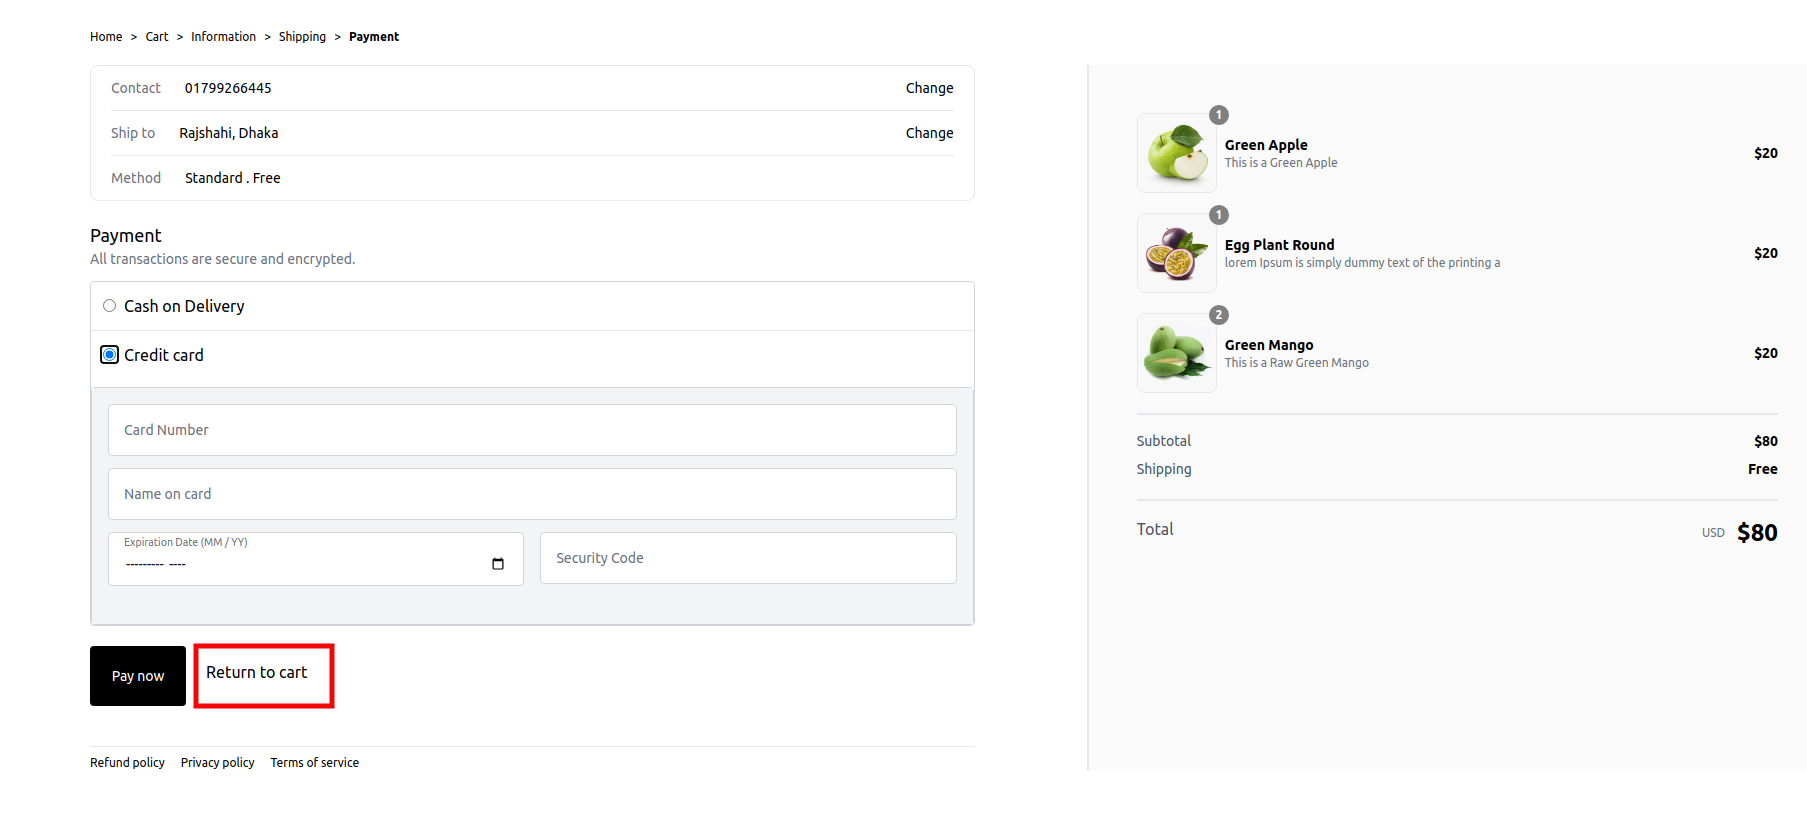 Home > Cart > Information > Shipping > Payment
Contact 01799266445 Change
Ship to Rajshahi, Dhaka Change
Method Standard . Free
Payment
All transactions are secure and encrypted.
Cash on Delivery
Credit card
Card Number
Name on card
Expiration Date (MM / YY)
--------- ----
Security Code
Pay now
Return to cart
Refund policy Privacy policy Terms of service
1
Green Apple
This is a Green Apple
$20
1
Egg Plant Round
lorem Ipsum is simply dummy text of the printing a
$20
2
Green Mango
This is a Raw Green Mango
$20
Subtotal $80
Shipping Free
Total USD $80